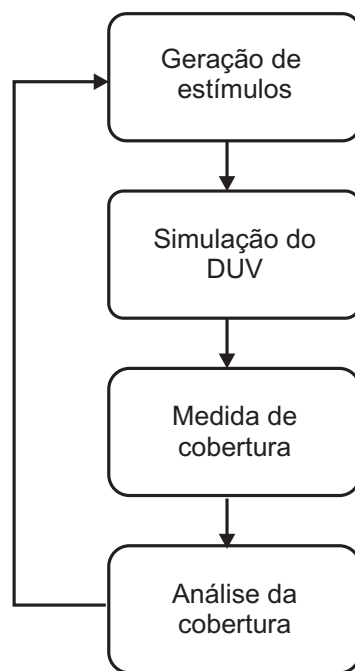 Geração de
estímulos
Simulação do
DUV
Medida de
cobertura
Análise da
cobertura